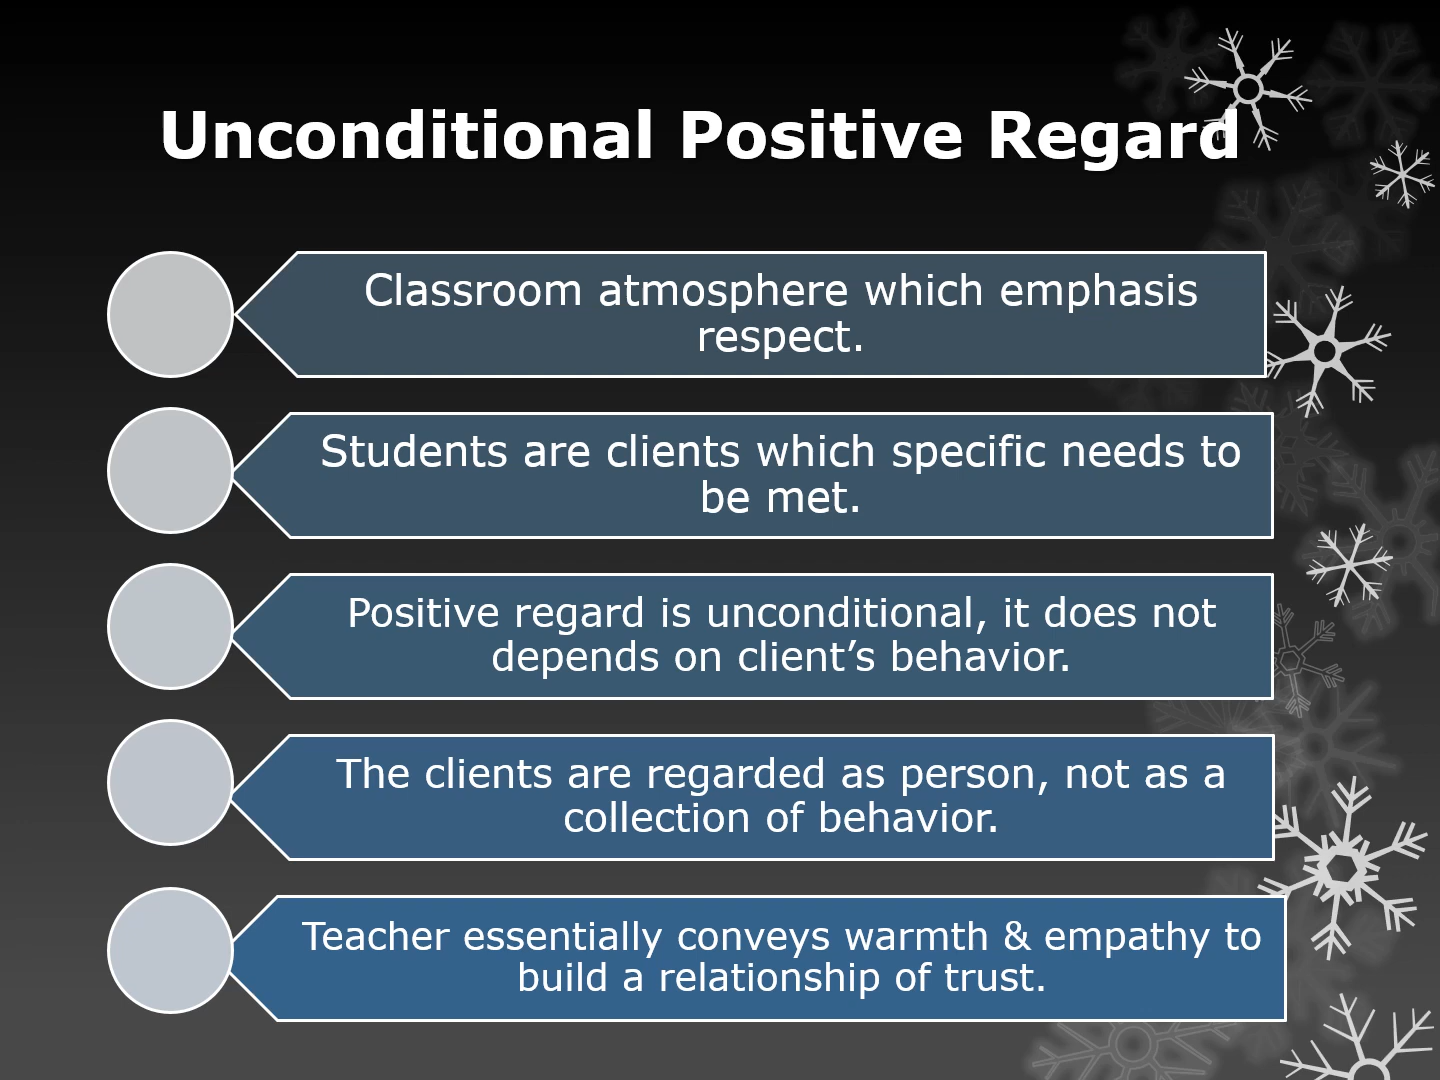 Unconditional Positive Regard
Classroom atmosphere which emphasis
respect.
Students are clients which specific needs to
be met.
Positive regard is unconditional, it does not
depends on client’s behavior.
The clients are regarded as person, not as a
collection of behavior.
Teacher essentially conveys warmth & empathy to
build a relationship of trust.